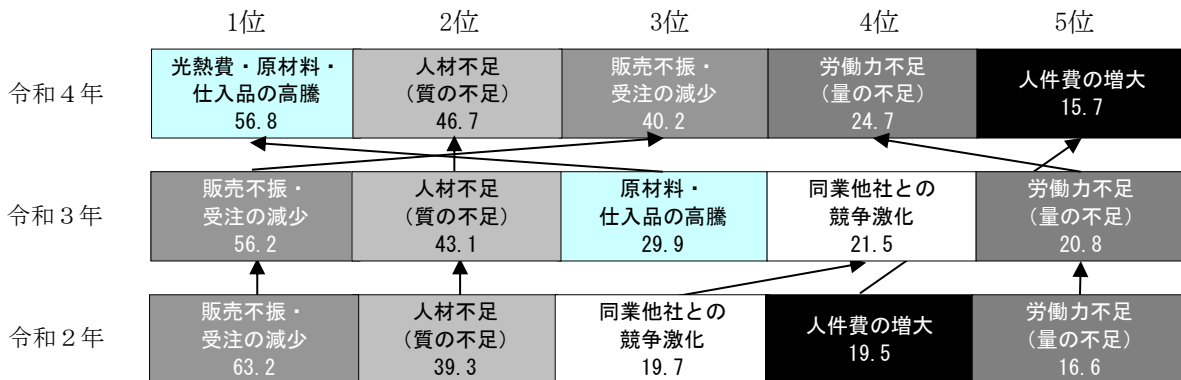 1位 2位 3位 4位 5位
令和４年
光熱費・原材料・
仕入品の高騰
56.8
人材不足
(質の不足)
46.7
販売不振・
受注の減少
40.2
労働力不足
(量の不足)
24.7
人件費の増大
15.7
令和３年
販売不振・
受注の減少
56.2
人材不足
(質の不足)
43.1
原材料・
仕入品の高騰
29.9
同業他社との
競争激化
21.5
労働力不足
(量の不足)
20.8
令和２年
販売不振・
受注の減少
63.2
人材不足
(質の不足)
39.3
同業他社との
競争激化
19.7
人件費の増大
19.5
労働力不足
(量の不足)
16.6